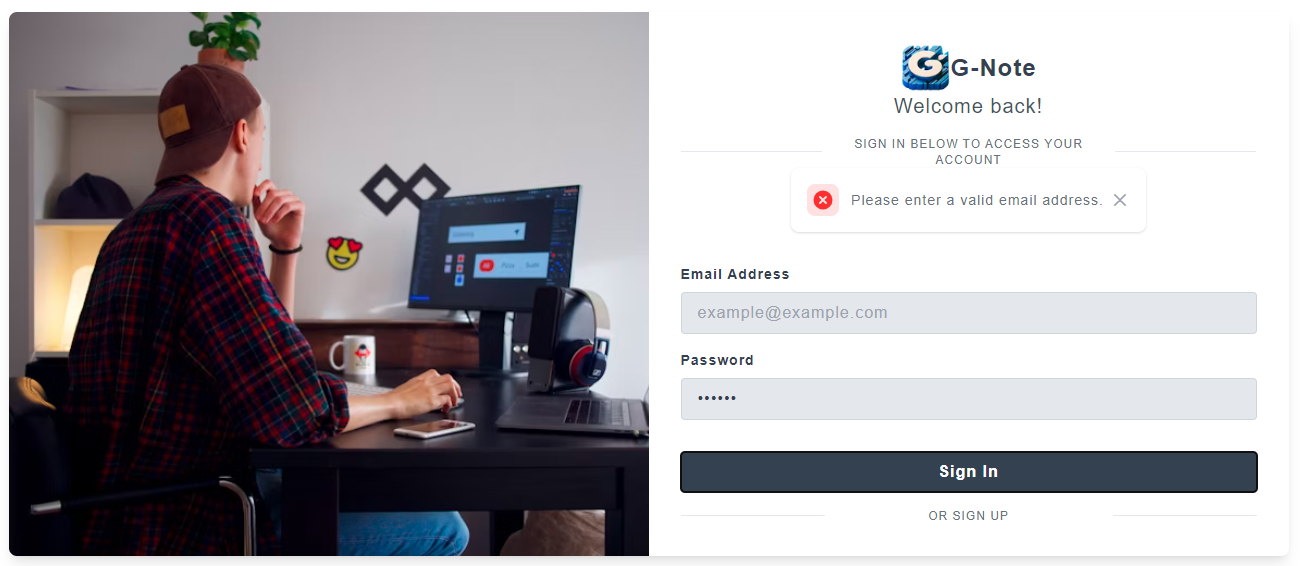 G-Note
Welcome back!
SIGN IN BELOW TO ACCESS YOUR
ACCOUNT
Please enter a valid email address.
Email Address
example@example.com
Password
••••••
Sign In
OR SIGN UP